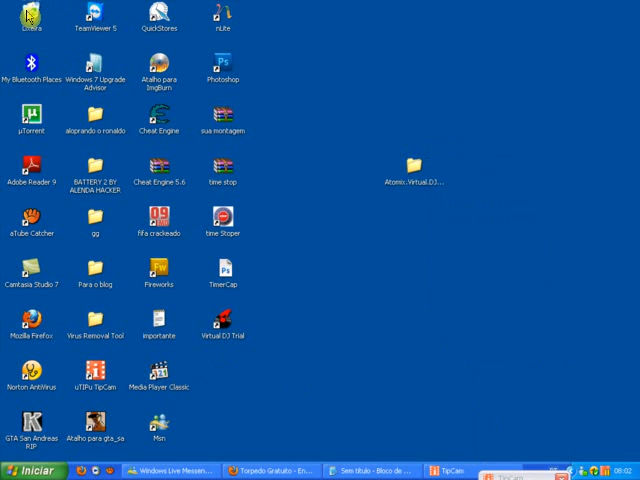 Lixeira
TeamViewer 5
QuickStores
nLite
My Bluetooth Places
Windows 7 Upgrade
Advisor
Atalho para
ImgBurn
Photoshop
µTorrent
aloprando o ronaldo
Cheat Engine
sua montagem
Adobe Reader 9
BATTERY 2 BY
ALENDA HACKER
Cheat Engine 5.6
time stop
Atomix.Virtual.DJ...
aTube Catcher
gg
fifa crackeado
time Stoper
Camtasia Studio 7
Para o blog
Fireworks
TimerCap
Mozilla Firefox
Virus Removal Tool
importante
Virtual DJ Trial
Norton AntiVirus
uTIPu TipCam
Media Player Classic
GTA San Andreas
RIP
Atalho para gta_sa
Msn
Iniciar
Windows Live Messen...
Torpedo Gratuito - En...
Sem título - Bloco de ...
TipCam
PT
08:02
TipCam